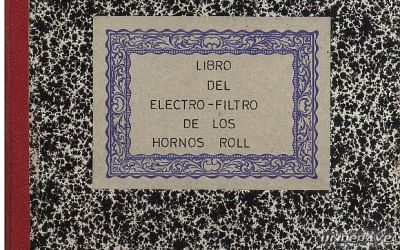 LIBRO
DEL
ELECTRO-FILTRO
DE LOS
HORNOS ROLL